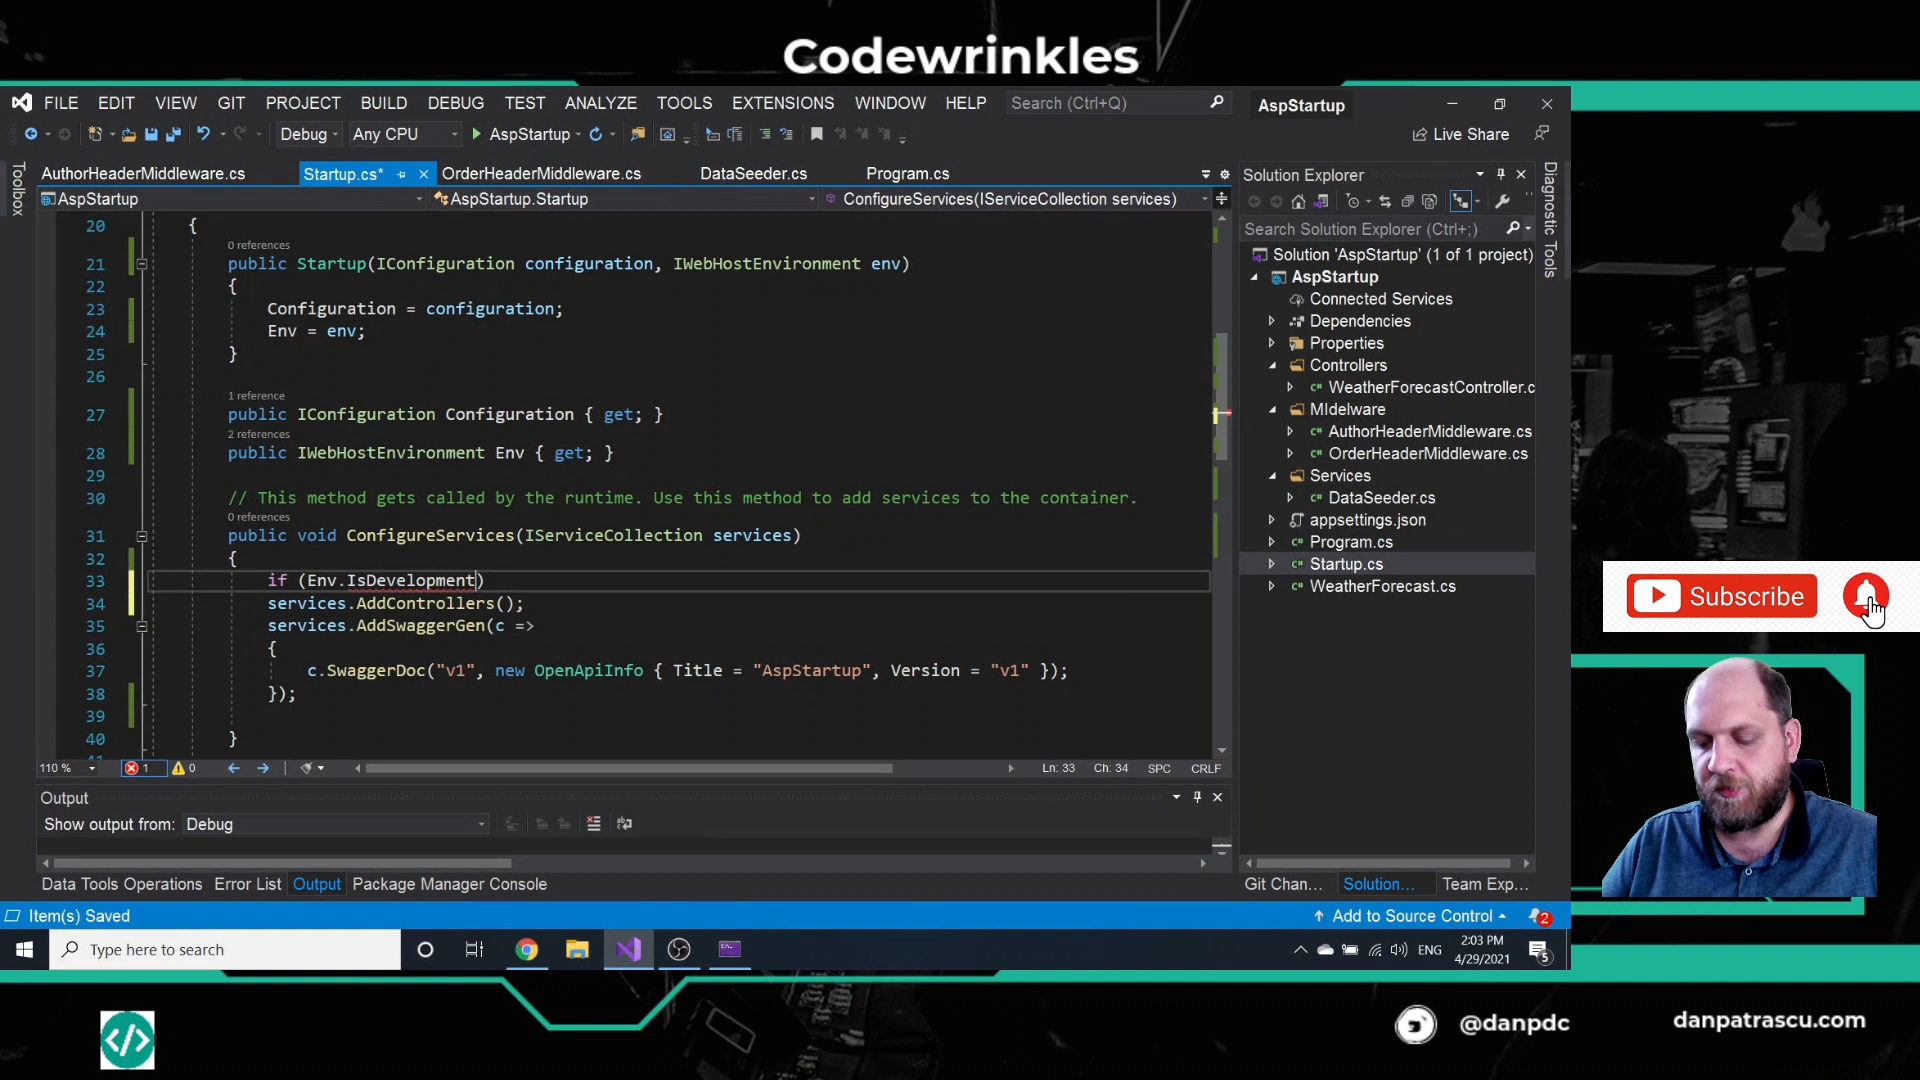 Codewrinkles
FILE EDIT VIEW GIT PROJECT BUILD DEBUG TEST ANALYZE TOOLS EXTENSIONS WINDOW HELP Search (Ctrl+Q) AspStartup
Debug Any CPU AspStartup Live Share
Toolbox
AuthorHeaderMiddleware.cs Startup.cs* OrderHeaderMiddleware.cs DataSeeder.cs Program.cs
AspStartup AspStartup.Startup ConfigureServices(IServiceCollection services)
20 {
0 references
21 public Startup(IConfiguration configuration, IWebHostEnvironment env)
22 {
23 Configuration = configuration;
24 Env = env;
25 }
26
1 reference
27 public IConfiguration Configuration { get; }
2 references
28 public IWebHostEnvironment Env { get; }
29
30 // This method gets called by the runtime. Use this method to add services to the container.
0 references
31 public void ConfigureServices(IServiceCollection services)
32 {
33 if (Env.IsDevelopment)
34 services.AddControllers();
35 services.AddSwaggerGen(c =>
36 {
37 c.SwaggerDoc("v1", new OpenApiInfo { Title = "AspStartup", Version = "v1" });
38 });
39
40 }
110 % 1 0 Ln: 33 Ch: 34 SPC CRLF
Output
Show output from: Debug
Data Tools Operations Error List Output Package Manager Console
Solution Explorer
Search Solution Explorer (Ctrl+;)
Solution 'AspStartup' (1 of 1 project)
AspStartup
Connected Services
Dependencies
Properties
Controllers
WeatherForecastController.c
MIdelware
AuthorHeaderMiddleware.cs
OrderHeaderMiddleware.cs
Services
DataSeeder.cs
appsettings.json
Program.cs
Startup.cs
WeatherForecast.cs
Git Chan... Solution... Team Exp...
Diagnostic Tools
Item(s) Saved Add to Source Control 2
Type here to search ENG 2:03 PM
4/29/2021 5
Subscribe
@danpdc danpatrascu.com